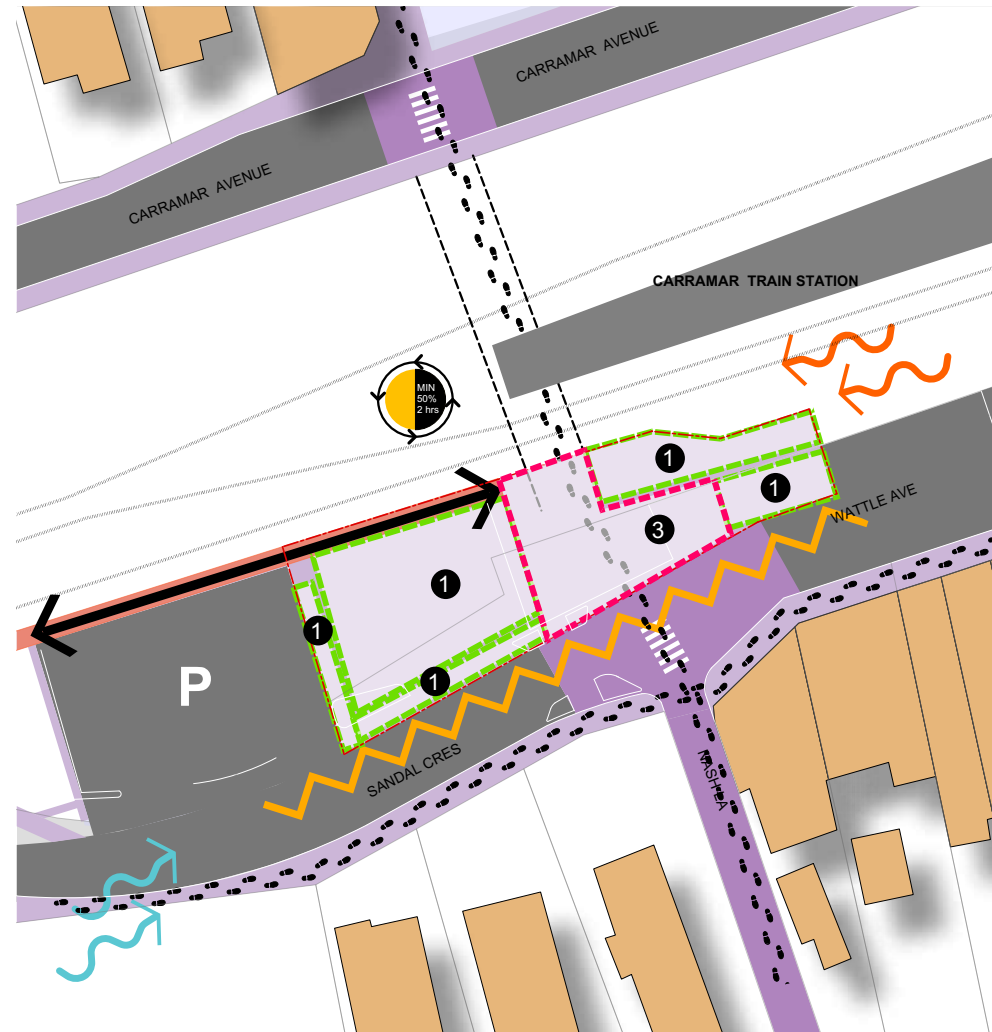 CARRAMAR AVENUE
CARRAMAR AVENUE
CARRAMAR TRAIN STATION
MIN
50%
2 hrs
1
1
WATTLE AVE
3
1
1
1
P
SANDAL CRES
NASH LA